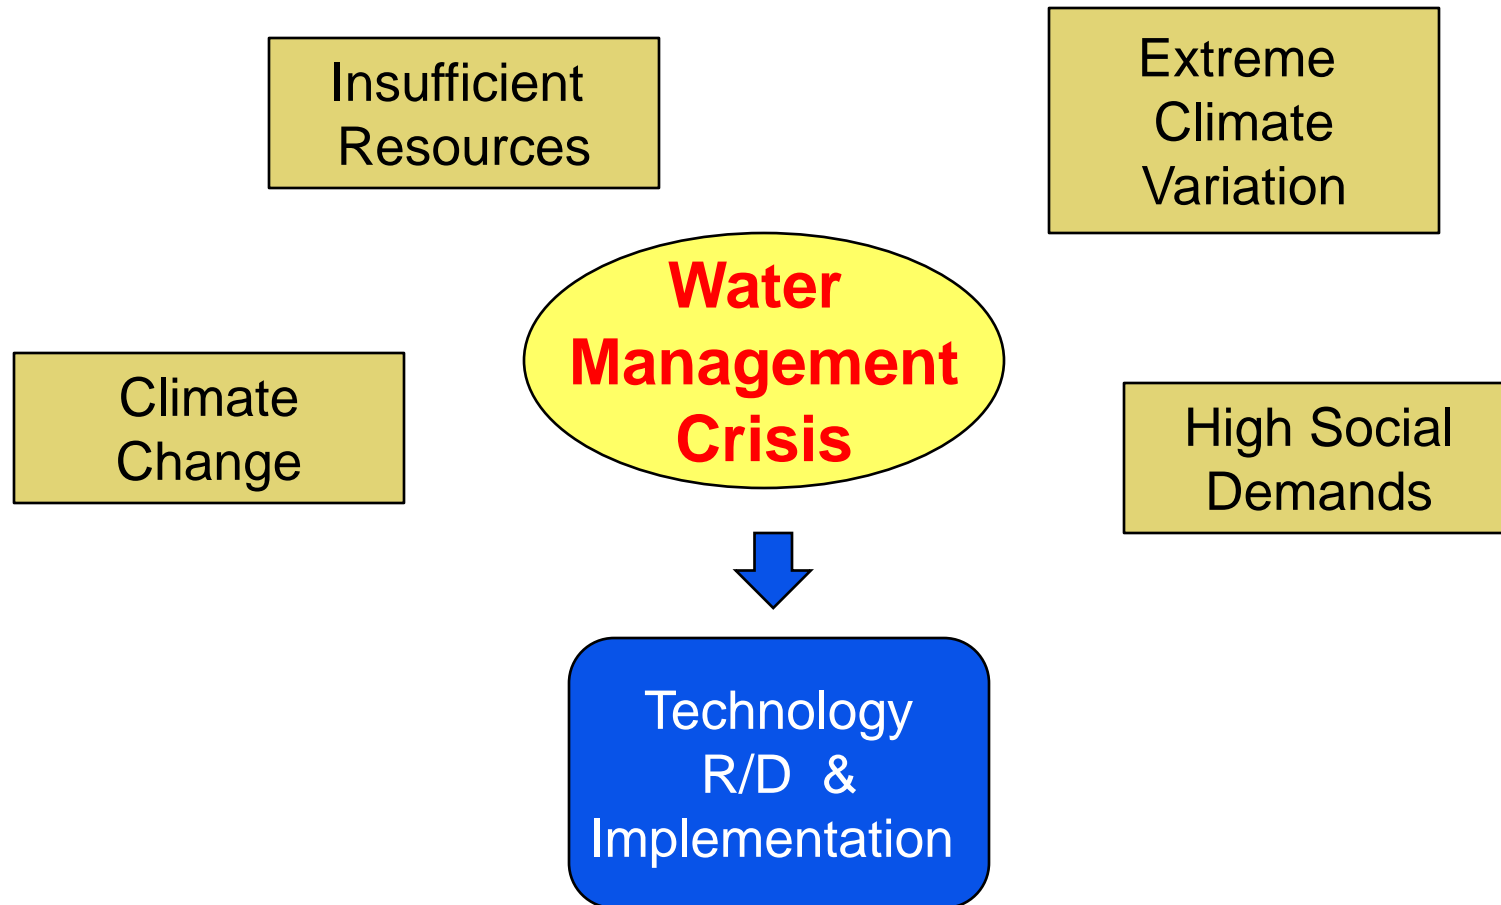 Insufficient
Resources
Extreme
Climate
Variation
Water
Management
Crisis
Climate
Change
High Social
Demands
Technology
R/D &
Implementation